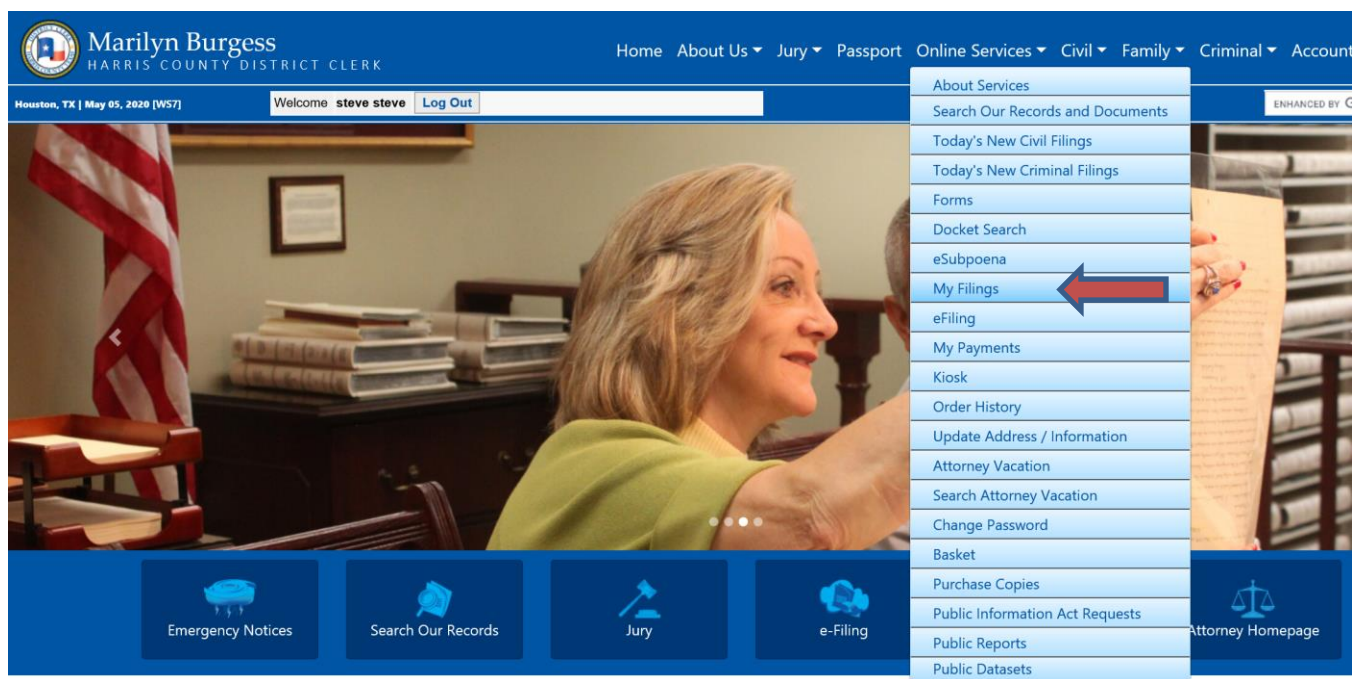 Marilyn Burgess
HARRIS COUNTY DISTRICT CLERK
Home About Us Jury Passport Online Services Civil Family Criminal Account
Houston, TX | May 05, 2020 [WS7]
Welcome steve steve Log Out
ENHANCED BY G
About Services
Search Our Records and Documents
Today's New Civil Filings
Today's New Criminal Filings
Forms
Docket Search
eSubpoena
My Filings
eFiling
My Payments
Kiosk
Order History
Update Address / Information
Attorney Vacation
Search Attorney Vacation
Change Password
Basket
Purchase Copies
Public Information Act Requests
Public Reports
Public Datasets
Emergency Notices
Search Our Records
Jury
e-Filing
Attorney Homepage